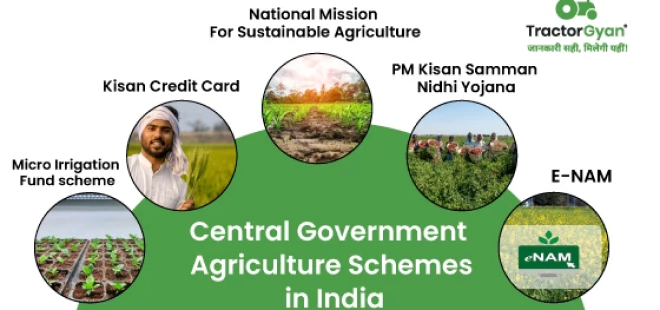 National Mission
For Sustainable Agriculture
TractorGyan
जानकारी सही, मिलेगी यहीं!
Kisan Credit Card
PM Kisan Samman
Nidhi Yojana
Micro Irrigation
Fund scheme
E-NAM
eNAM
Central Government
Agriculture Schemes
in India